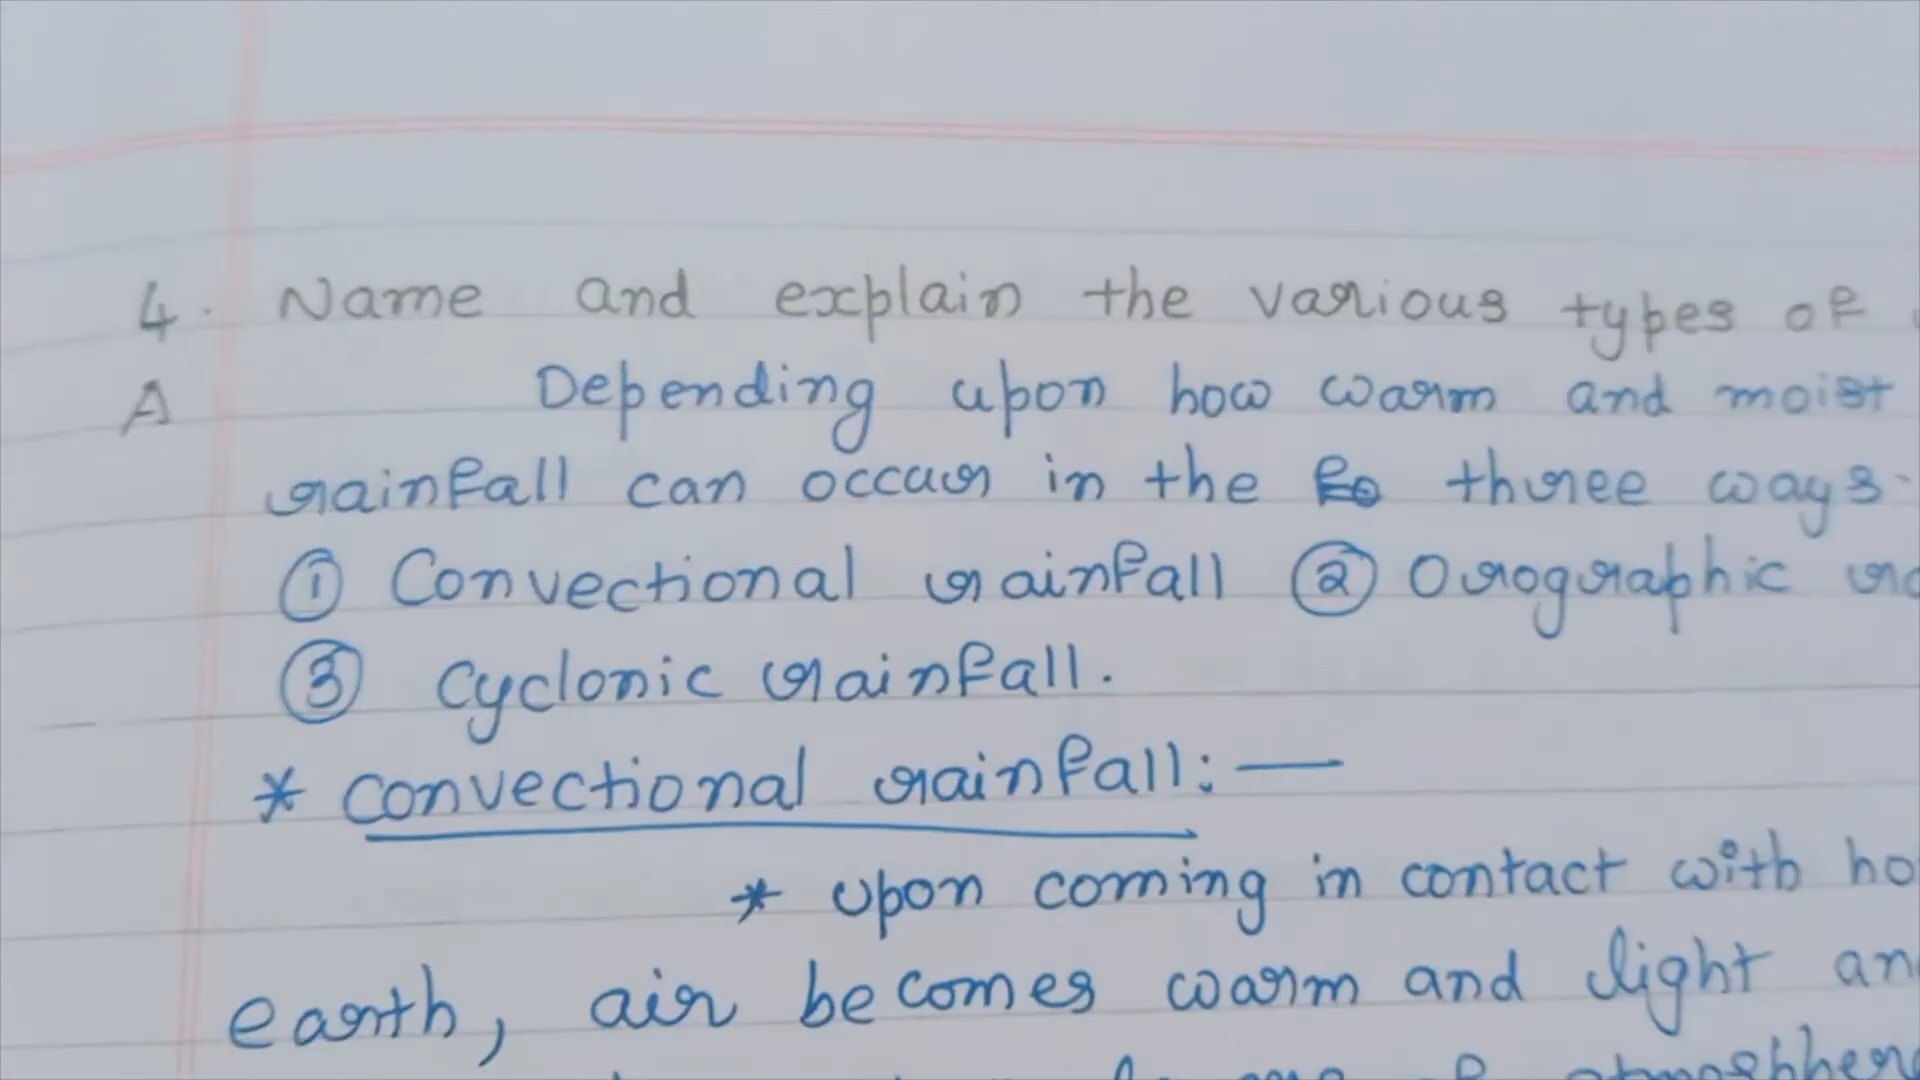 4. Name and explain the various types of
A Depending upon how warm and moist
rainfall can occur in the three ways.
① Convectional rainfall ② Orographic
③ Cyclonic rainfall.
* Convectional rainfall:—
* upon coming in contact with
earth, air becomes warm and light